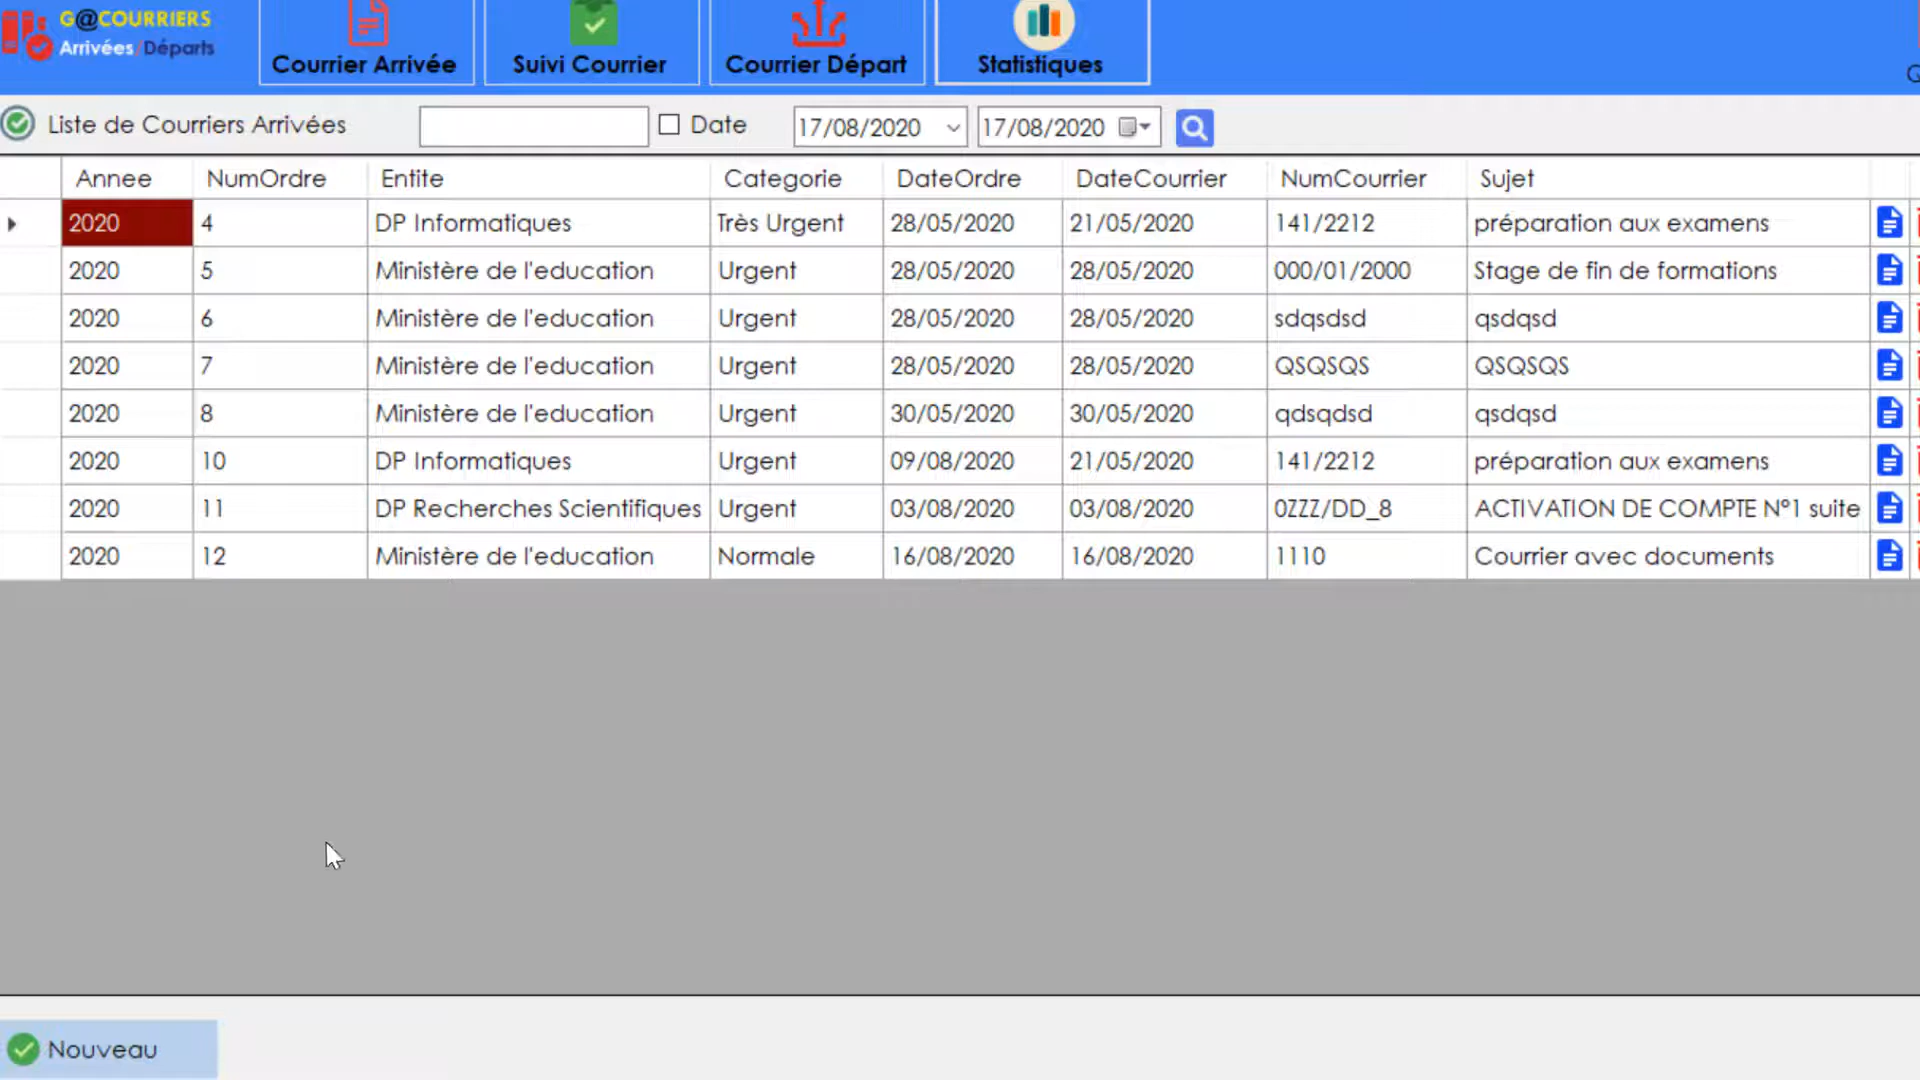 G@COURRIERS
Arrivées Départs
Courrier Arrivée
Suivi Courrier
Courrier Départ
Statistiques
Liste de Courriers Arrivées
Date
17/08/2020
17/08/2020
Annee NumOrdre Entite Categorie DateOrdre DateCourrier NumCourrier Sujet
2020 4 DP Informatiques Très Urgent 28/05/2020 21/05/2020 141/2212 préparation aux examens
2020 5 Ministère de l'education Urgent 28/05/2020 28/05/2020 000/01/2000 Stage de fin de formations
2020 6 Ministère de l'education Urgent 28/05/2020 28/05/2020 sdqsdsd qsdqsd
2020 7 Ministère de l'education Urgent 28/05/2020 28/05/2020 QSQSQS QSQSQS
2020 8 Ministère de l'education Urgent 30/05/2020 30/05/2020 qdsqdsd qsdqsd
2020 10 DP Informatiques Urgent 09/08/2020 21/05/2020 141/2212 préparation aux examens
2020 11 DP Recherches Scientifiques Urgent 03/08/2020 03/08/2020 0ZZZ/DD_8 ACTIVATION DE COMPTE N°1 suite
2020 12 Ministère de l'education Normale 16/08/2020 16/08/2020 1110 Courrier avec documents
Nouveau